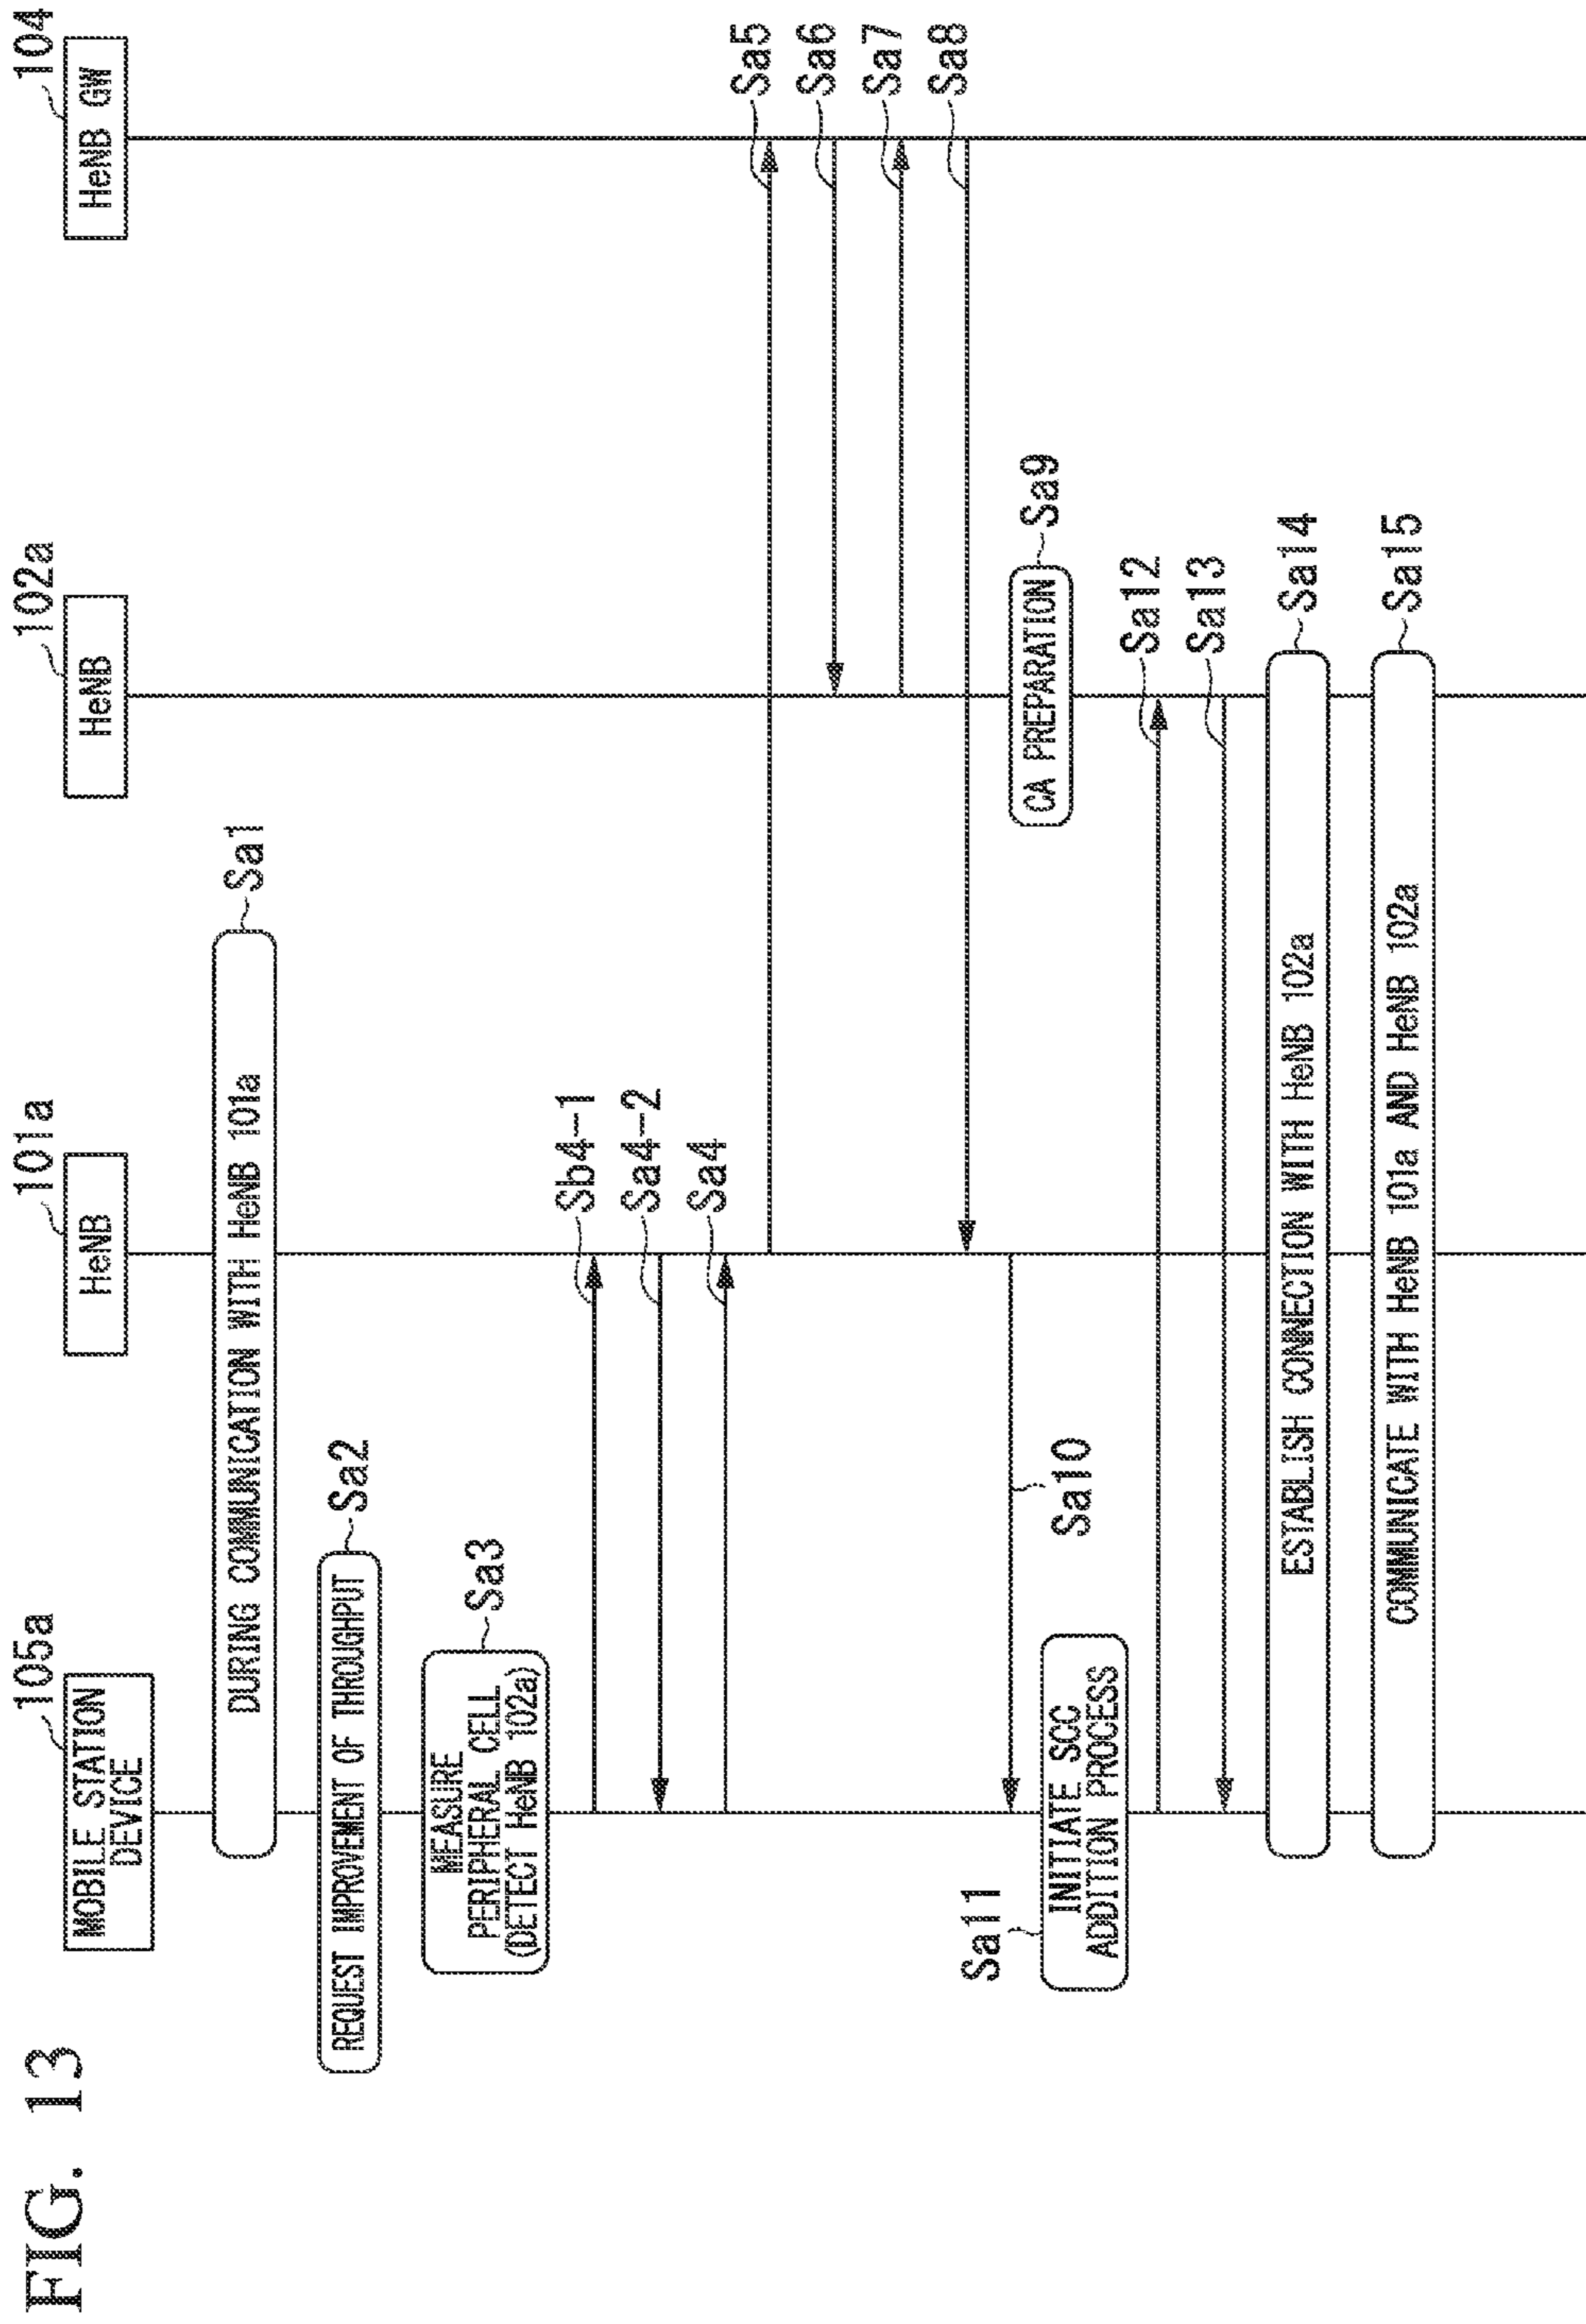 FIG. 13
105a
MOBILE STATION
DEVICE
101a
HeNB
102a
HeNB
104
HeNB GW
DURING COMMUNICATION WITH HeNB 101a
Sa1
REQUEST IMPROVEMENT OF THROUGHPUT
Sa2
MEASURE
PERIPHERAL CELL
(DETECT HeNB 102a)
Sa3
Sb4-1
Sa4-2
Sa4
Sa5
Sa6
Sa7
Sa8
CA PREPARATION
Sa9
Sa10
Sa11
INITIATE SCC
ADDITION PROCESS
Sa12
Sa13
ESTABLISH CONNECTION WITH HeNB 102a
Sa14
COMMUNICATE WITH HeNB 101a AND HeNB 102a
Sa15